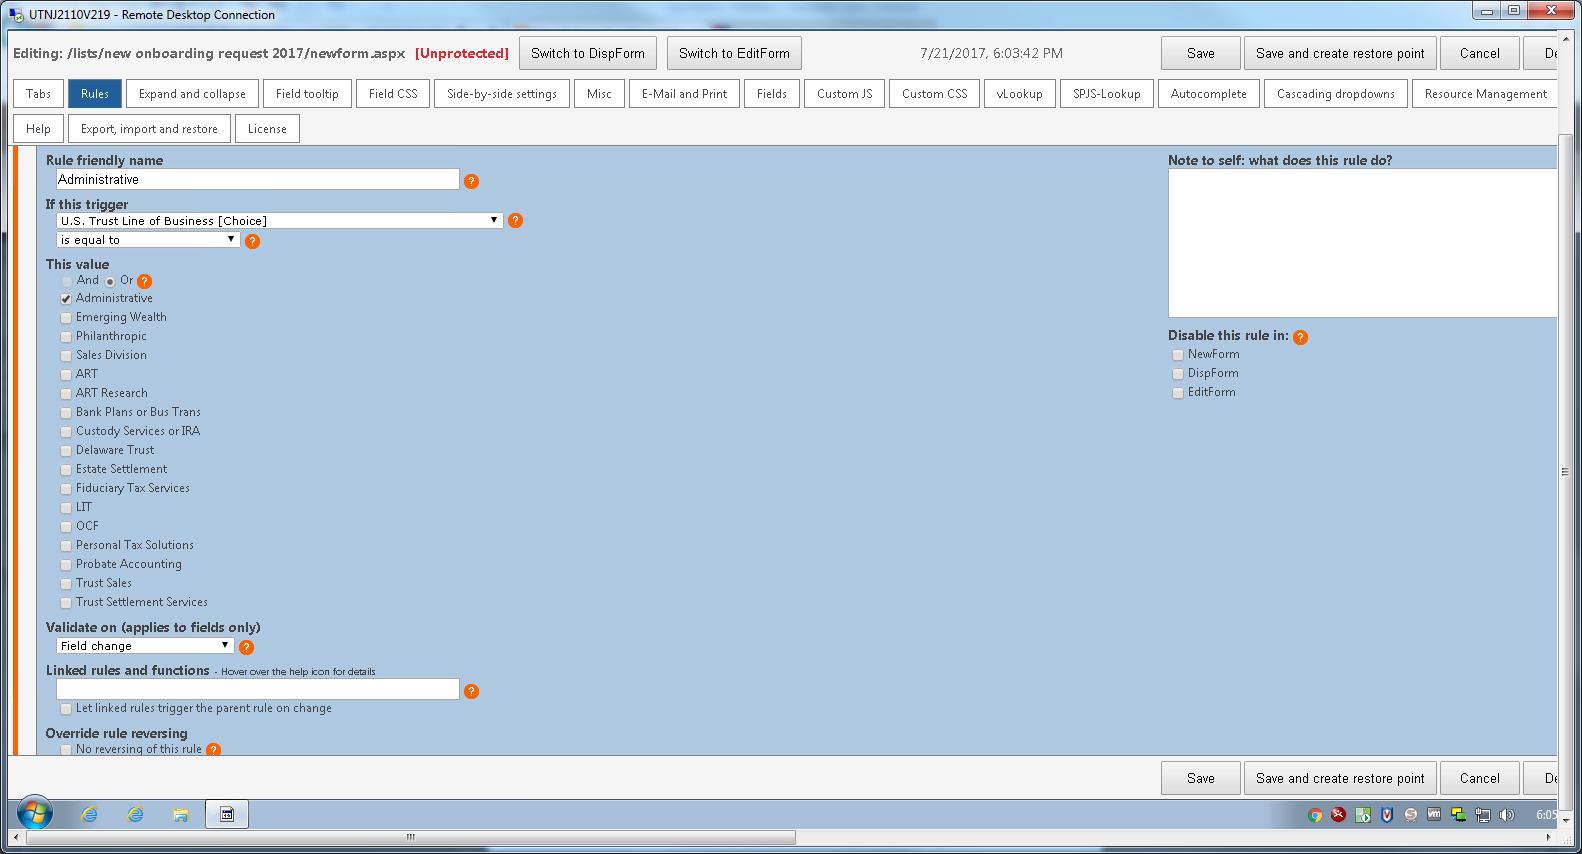 UTNJ2110V219 - Remote Desktop Connection
Editing: /lists/new onboarding request 2017/newform.aspx [Unprotected] Switch to DispForm Switch to EditForm 7/21/2017, 6:03:42 PM Save Save and create restore point Cancel
Tabs Rules Expand and collapse Field tooltip Field CSS Side-by-side settings Misc E-Mail and Print Fields Custom JS Custom CSS vLookup SPJS-Lookup Autocomplete Cascading dropdowns Resource Management
Help Export, import and restore License
Rule friendly name
Administrative ?
If this trigger
U.S. Trust Line of Business [Choice] ?
is equal to ?
This value
And Or ?
Administrative
Emerging Wealth
Philanthropic
Sales Division
ART
ART Research
Bank Plans or Bus Trans
Custody Services or IRA
Delaware Trust
Estate Settlement
Fiduciary Tax Services
LIT
OCF
Personal Tax Solutions
Probate Accounting
Trust Sales
Trust Settlement Services
Validate on (applies to fields only)
Field change ?
Linked rules and functions - Hover over the help icon for details
?
Let linked rules trigger the parent rule on change
Override rule reversing
No reversing of this rule ?
Note to self: what does this rule do?
Disable this rule in: ?
NewForm
DispForm
EditForm
Save Save and create restore point Cancel
6:05